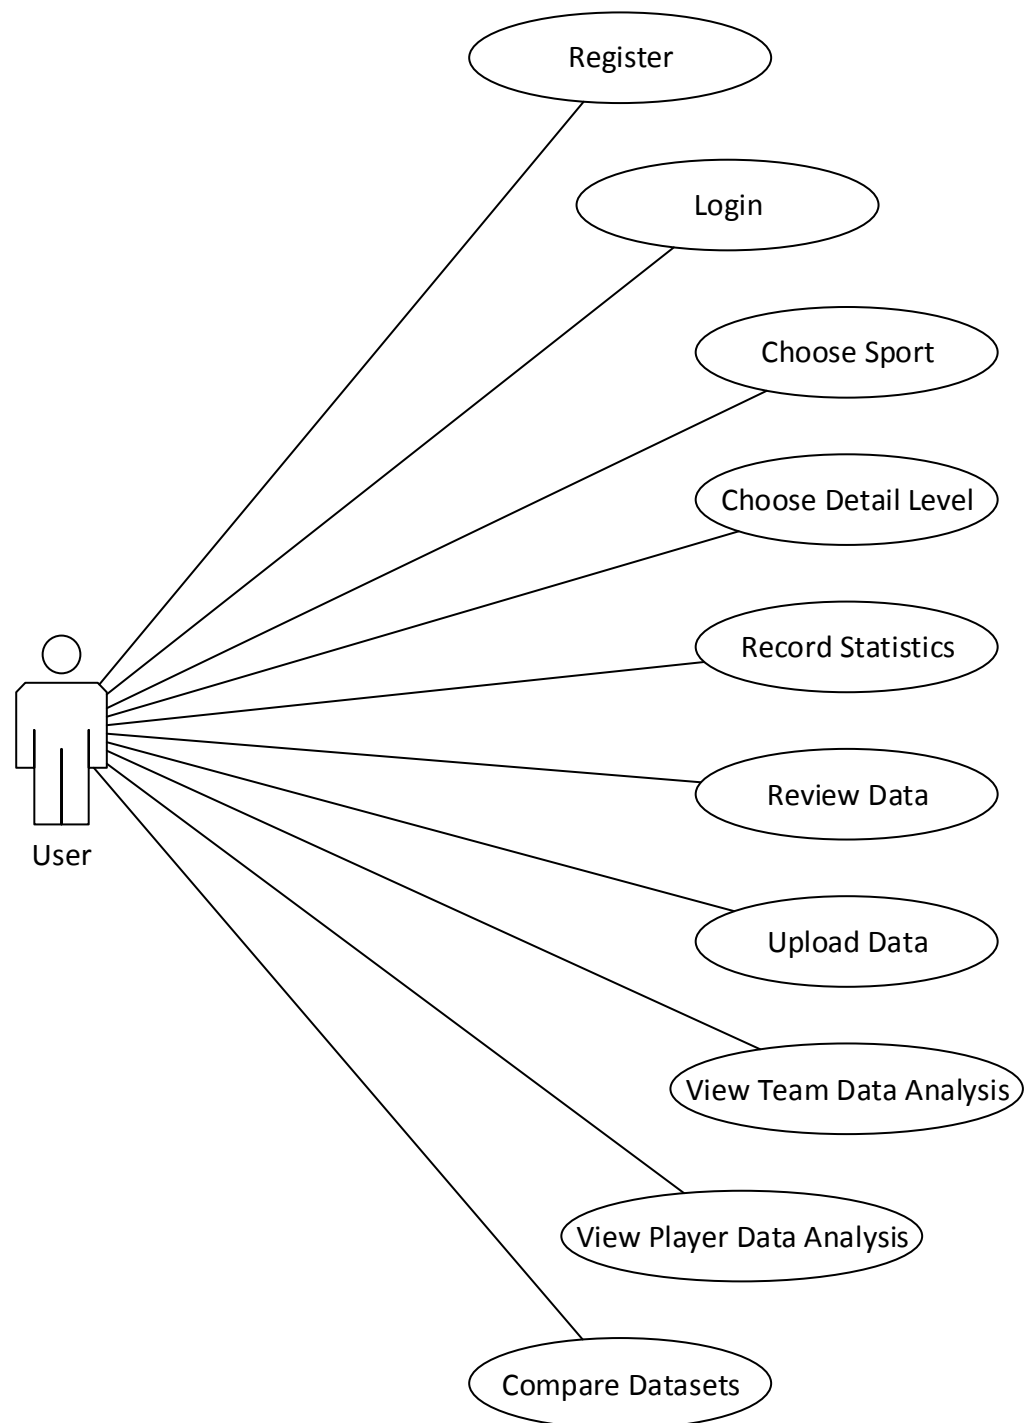 Register
Login
Choose Sport
Choose Detail Level
Record Statistics
Review Data
User
Upload Data
View Team Data Analysis
View Player Data Analysis
Compare Datasets